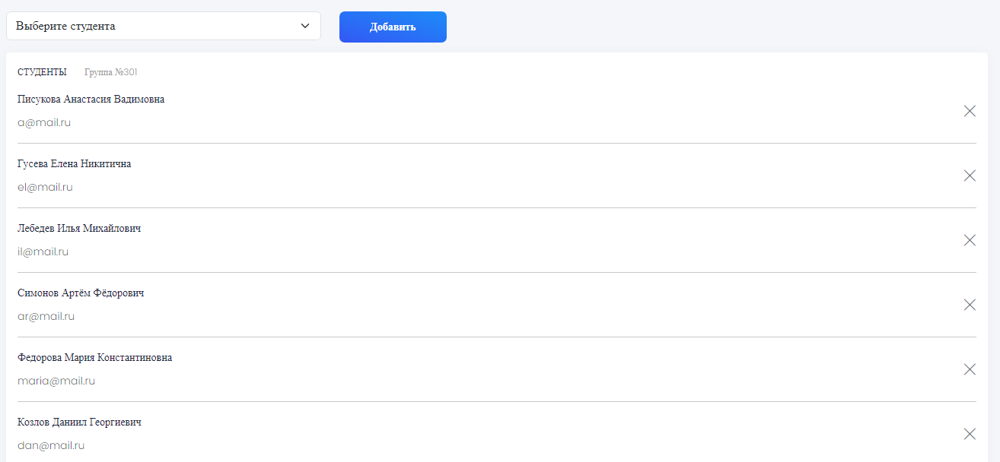 Выберите студента
Добавить
СТУДЕНТЫ Группа №301
Писукова Анастасия Вадимовна
a@mail.ru
Гусева Елена Никитична
el@mail.ru
Лебедев Илья Михайлович
il@mail.ru
Симонов Артём Фёдорович
ar@mail.ru
Федорова Мария Константиновна
maria@mail.ru
Козлов Даниил Георгиевич
dan@mail.ru